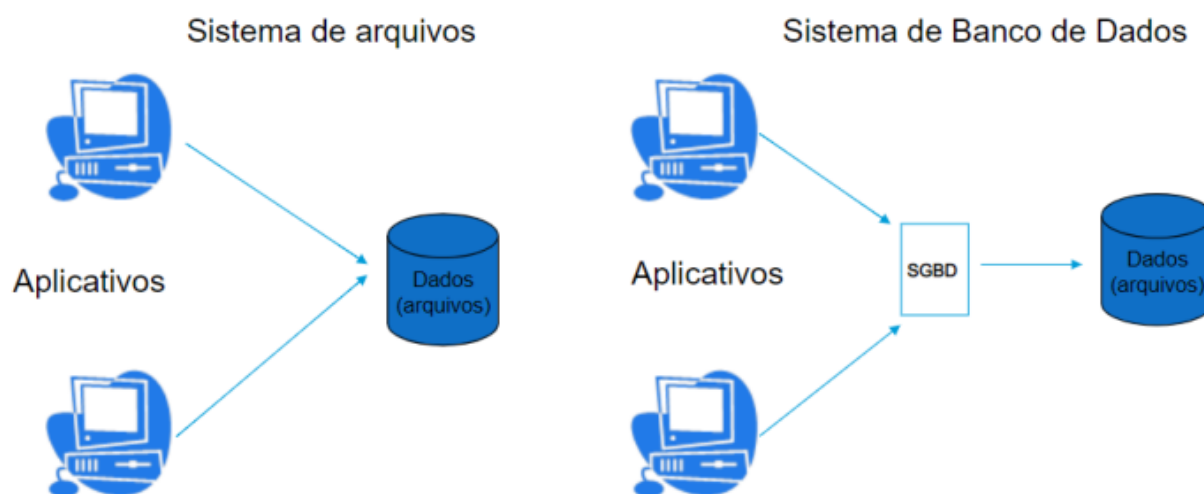 Sistema de arquivos
Aplicativos
Dados
(arquivos)
Sistema de Banco de Dados
Aplicativos
SGBD
Dados
(arquivos)